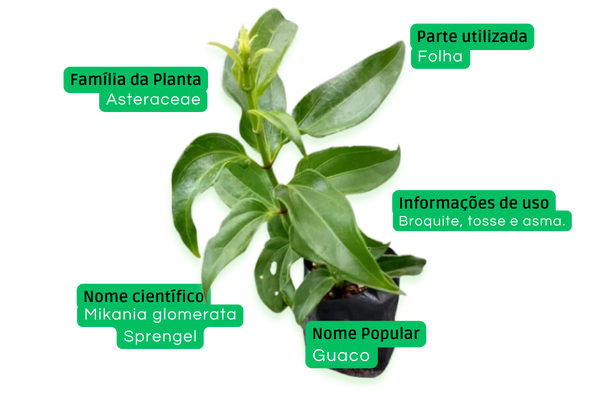 Parte utilizada
Folha
Família da Planta
Asteraceae
Informações de uso
Broquite, tosse e asma.
Nome científico
Mikania glomerata
Sprengel
Nome Popular
Guaco